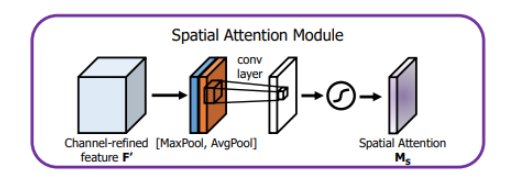 Spatial Attention Module
conv
layer
Channel-refined
feature F'
[MaxPool, AvgPool]
Spatial Attention
Ms